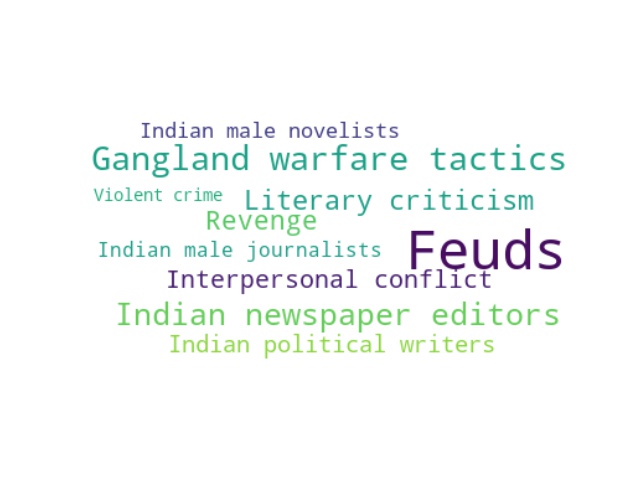 Indian male novelists
Gangland warfare tactics
Violent crime
Literary criticism
Revenge
Indian male journalists
Feuds
Interpersonal conflict
Indian newspaper editors
Indian political writers